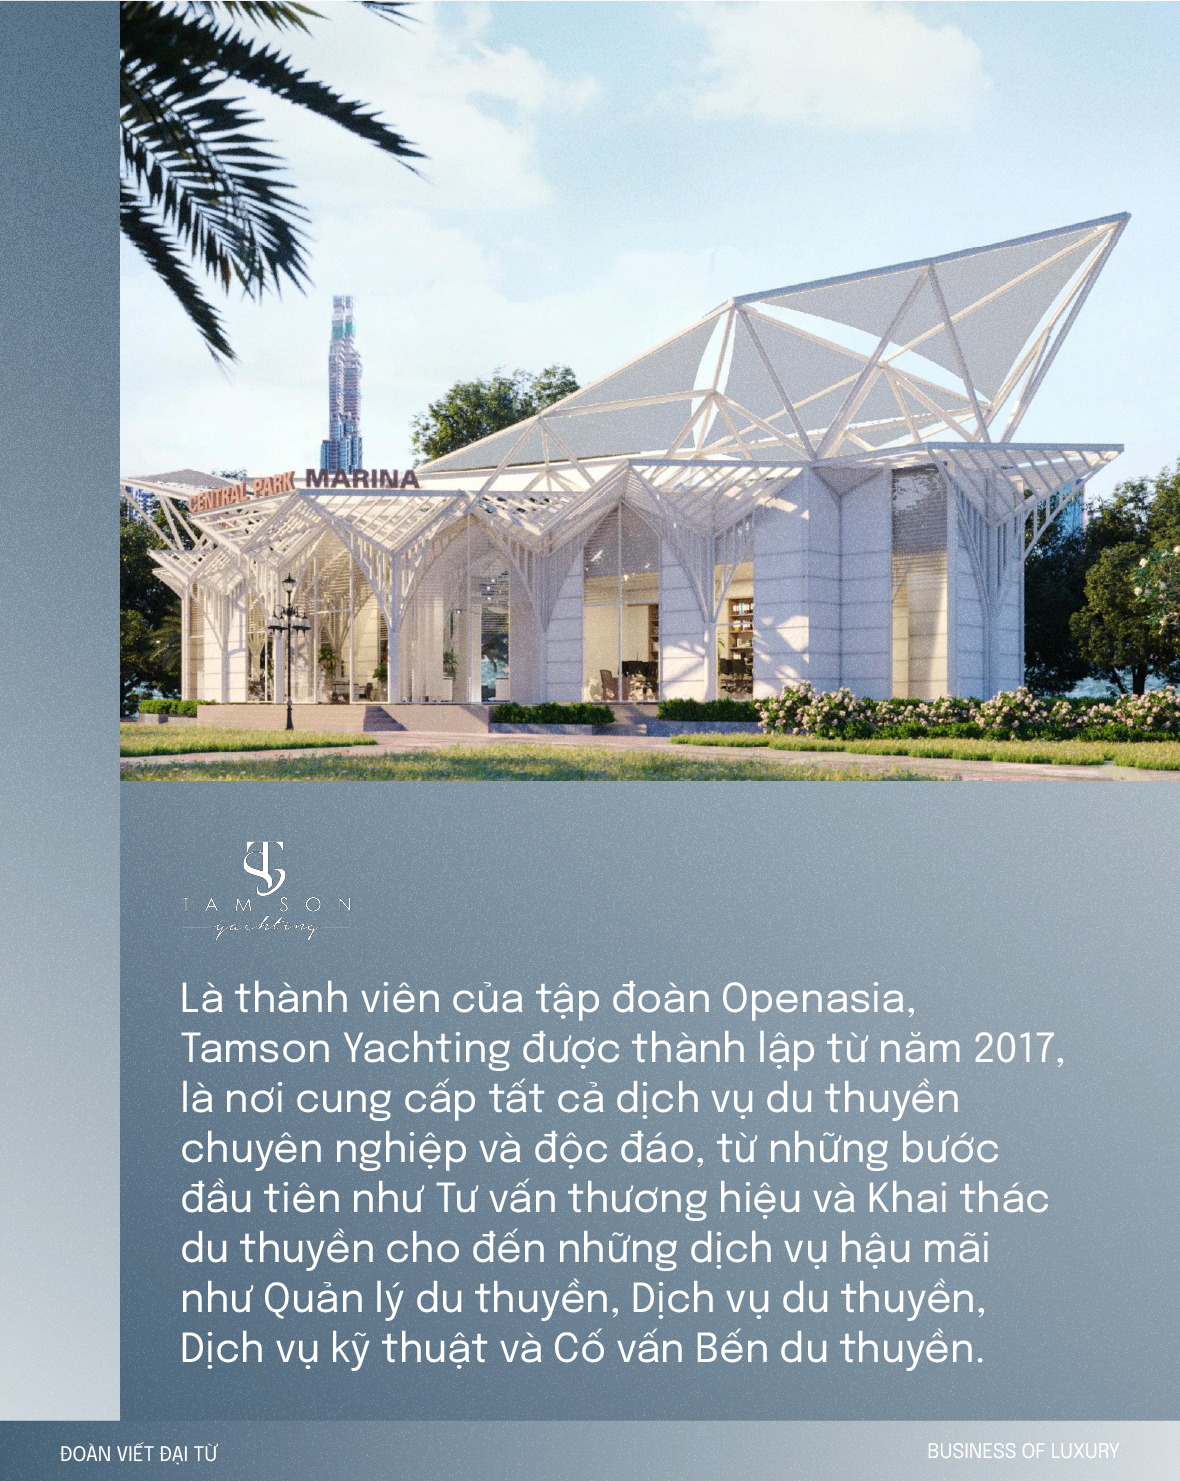 CENTRAL PARK MARINA
TS
TAM SON
yachting
Là thành viên của tập đoàn Openasia,
Tamson Yachting được thành lập từ năm 2017,
là nơi cung cấp tất cả dịch vụ du thuyền
chuyên nghiệp và độc đáo, từ những bước
đầu tiên như Tư vấn thương hiệu và Khai thác
du thuyền cho đến những dịch vụ hậu mãi
như Quản lý du thuyền, Dịch vụ du thuyền,
Dịch vụ kỹ thuật và Cố vấn Bến du thuyền.
ĐOÀN VIẾT ĐẠI TỪ
BUSINESS OF LUXURY